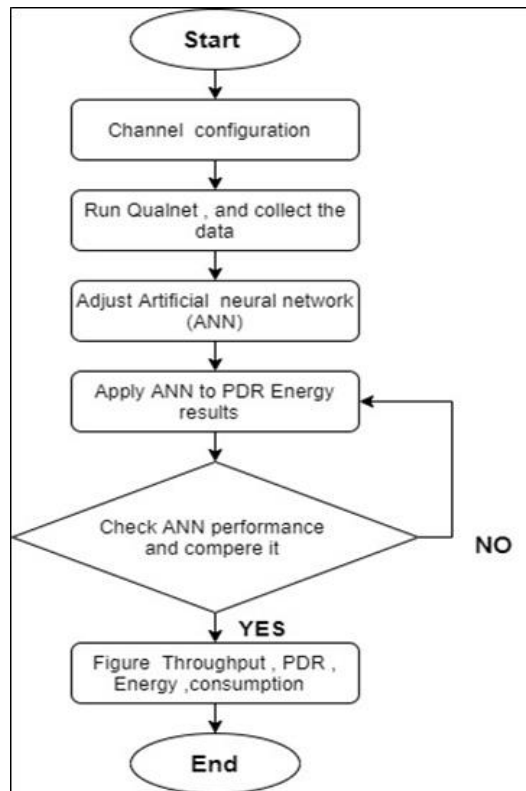 Start
Channel configuration
Run Qualnet , and collect the
data
Adjust Artificial neural network
(ANN)
Apply ANN to PDR Energy
results
Check ANN performance
and compere it
NO
YES
Figure Throughput , PDR ,
Energy ,consumption
End